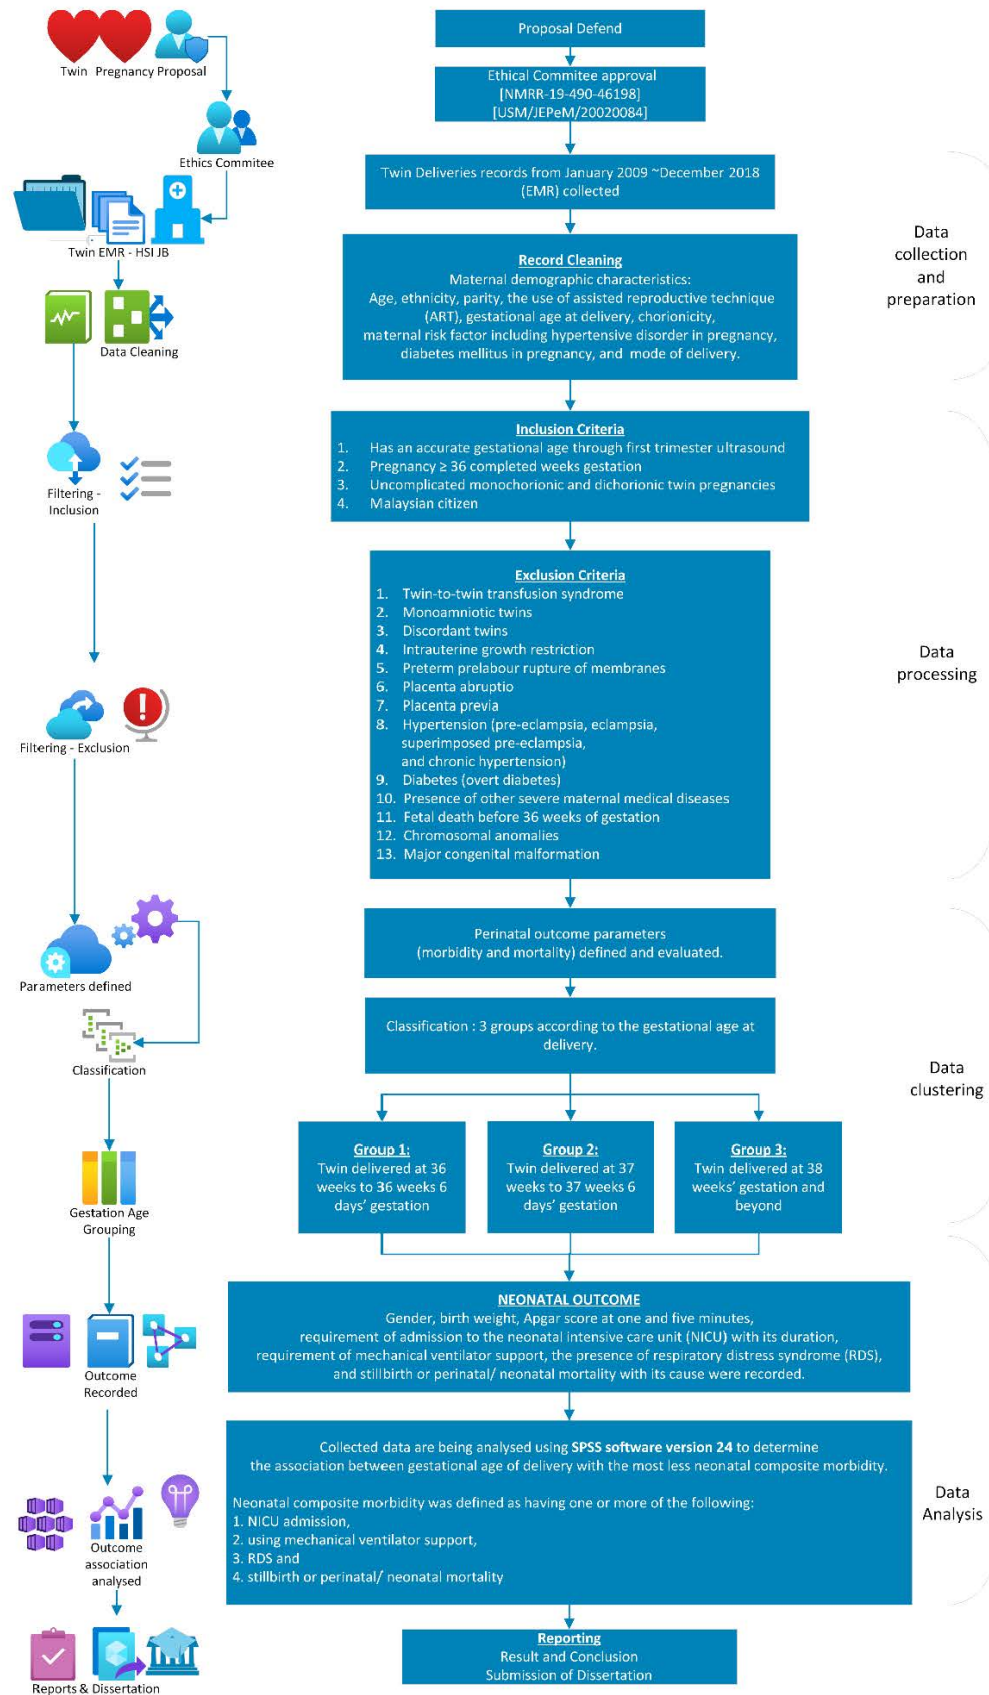 Twin Pregnancy Proposal
Ethics Commitee
Twin EMR - HSI JB
Data Cleaning
Filtering -
Inclusion
Filtering - Exclusion
Parameters defined
Classification
Gestation Age
Grouping
Outcome
Recorded
Outcome
association
analysed
Reports & Dissertation
Proposal Defend
Ethical Commitee approval
[NMRR-19-490-46198]
[USM/JEPeM/20020084]
Twin Deliveries records from January 2009 ~December 2018
(EMR) collected
Record Cleaning
Maternal demographic characteristics:
Age, ethnicity, parity, the use of assisted reproductive technique
(ART), gestational age at delivery, chorionicity,
maternal risk factor including hypertensive disorder in pregnancy,
diabetes mellitus in pregnancy, and mode of delivery.
Inclusion Criteria
1. Has an accurate gestational age through first trimester ultrasound
2. Pregnancy ≥ 36 completed weeks gestation
3. Uncomplicated monochorionic and dichorionic twin pregnancies
4. Malaysian citizen
Exclusion Criteria
1. Twin-to-twin transfusion syndrome
2. Monoamniotic twins
3. Discordant twins
4. Intrauterine growth restriction
5. Preterm prelabour rupture of membranes
6. Placenta abruptio
7. Placenta previa
8. Hypertension (pre-eclampsia, eclampsia,
superimposed pre-eclampsia,
and chronic hypertension)
9. Diabetes (overt diabetes)
10. Presence of other severe maternal medical diseases
11. Fetal death before 36 weeks of gestation
12. Chromosomal anomalies
13. Major congenital malformation
Perinatal outcome parameters
(morbidity and mortality) defined and evaluated.
Classification : 3 groups according to the gestational age at
delivery.
Group 1:
Twin delivered at 36
weeks to 36 weeks 6
days' gestation
Group 2:
Twin delivered at 37
weeks to 37 weeks 6
days' gestation
Group 3:
Twin delivered at 38
weeks' gestation and
beyond
NEONATAL OUTCOME
Gender, birth weight, Apgar score at one and five minutes,
requirement of admission to the neonatal intensive care unit (NICU) with its duration,
requirement of mechanical ventilator support, the presence of respiratory distress syndrome (RDS),
and stillbirth or perinatal/ neonatal mortality with its cause were recorded.
Collected data are being analysed using SPSS software version 24 to determine
the association between gestational age of delivery with the most less neonatal composite morbidity.
Neonatal composite morbidity was defined as having one or more of the following:
1. NICU admission,
2. using mechanical ventilator support,
3. RDS and
4. stillbirth or perinatal/ neonatal mortality
Reporting
Result and Conclusion
Submission of Dissertation
Data
collection
and
preparation
Data
processing
Data
clustering
Data
Analysis